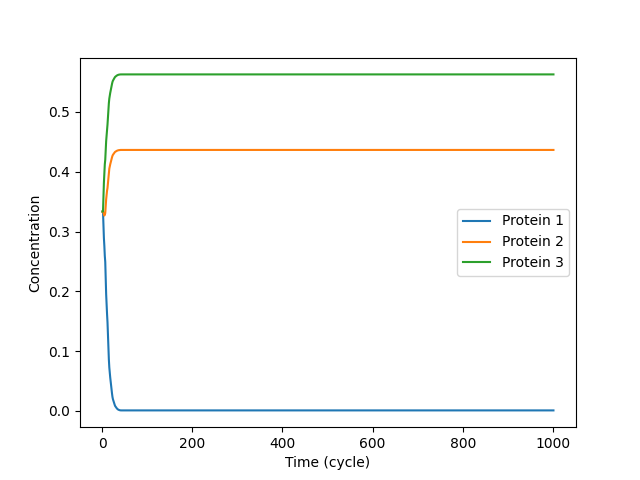 0.5
0.4
0.3
0.2
0.1
0.0
Concentration
Protein 1
Protein 2
Protein 3
0 200 400 600 800 1000
Time (cycle)